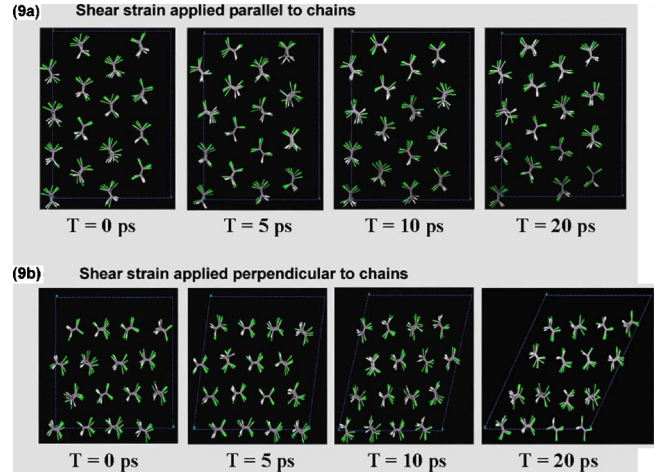 (9a) Shear strain applied parallel to chains
T = 0 ps T = 5 ps T = 10 ps T = 20 ps
(9b) Shear strain applied perpendicular to chains
T = 0 ps T = 5 ps T = 10 ps T = 20 ps